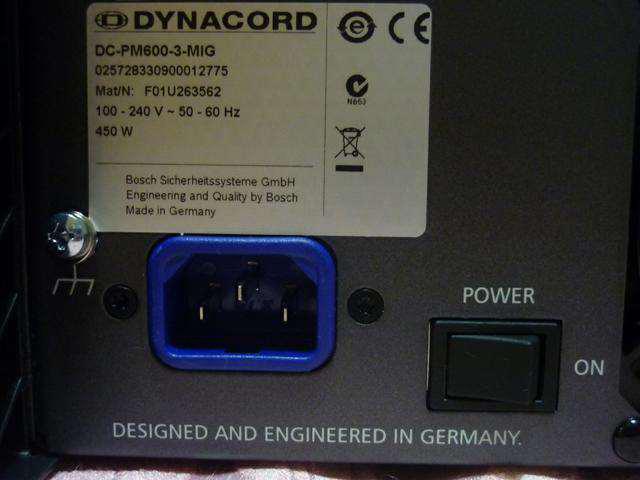 DYNACORD
DC-PM600-3-MIG
025728330900012775
Mat/N: F01U263562
100 - 240 V ~ 50 - 60 Hz
450 W
N663
Bosch Sicherheitssysteme GmbH
Engineering and Quality by Bosch
Made in Germany
POWER
ON
DESIGNED AND ENGINEERED IN GERMANY.